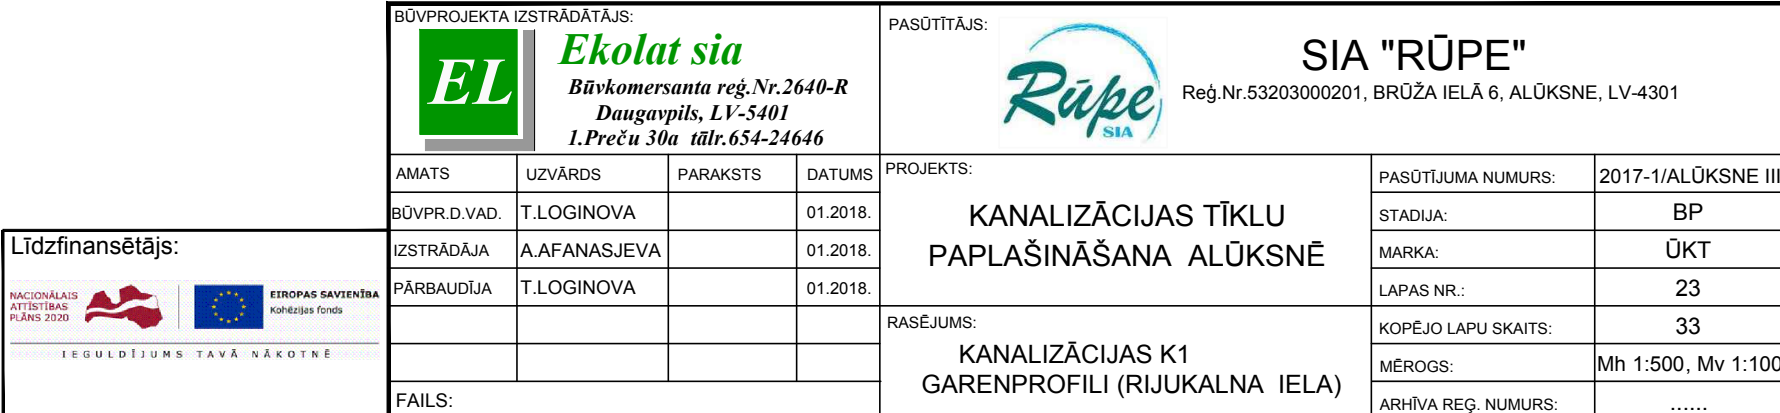 BŪVPROJEKTA IZSTRĀDĀTĀJS:
EL
Ekolat sia
Būvkomersanta reģ.Nr.2640-R
Daugavpils, LV-5401
1.Preču 30a tālr.654-24646
PASŪTĪTĀJS:
Rūpe
SIA
SIA "RŪPE"
Reģ.Nr.53203000201, BRŪŽA IELĀ 6, ALŪKSNE, LV-4301
AMATS UZVĀRDS PARAKSTS DATUMS
BŪVPR.D.VAD. T.LOGINOVA 01.2018.
IZSTRĀDĀJA A.AFANASJEVA 01.2018.
PĀRBAUDĪJA T.LOGINOVA 01.2018.
FAILS:
PROJEKTS:
KANALIZĀCIJAS TĪKLU
PAPLAŠINĀŠANA ALŪKSNĒ
RASĒJUMS:
KANALIZĀCIJAS K1
GARENPROFILI (RIJUKALNA IELA)
PASŪTĪJUMA NUMURS: 2017-1/ALŪKSNE III
STADIJA: BP
MARKA: ŪKT
LAPAS NR.: 23
KOPĒJO LAPU SKAITS: 33
MĒROGS: Mh 1:500, Mv 1:100
ARHĪVA REĢ. NUMURS: ......
Līdzfinansētājs:
NACIONĀLAIS
ATTĪSTĪBAS
PLĀNS 2020
EIROPAS SAVIENĪBA
Kohēzijas fonds
IEGULDĪJUMS TAVĀ NĀKOTNĒ